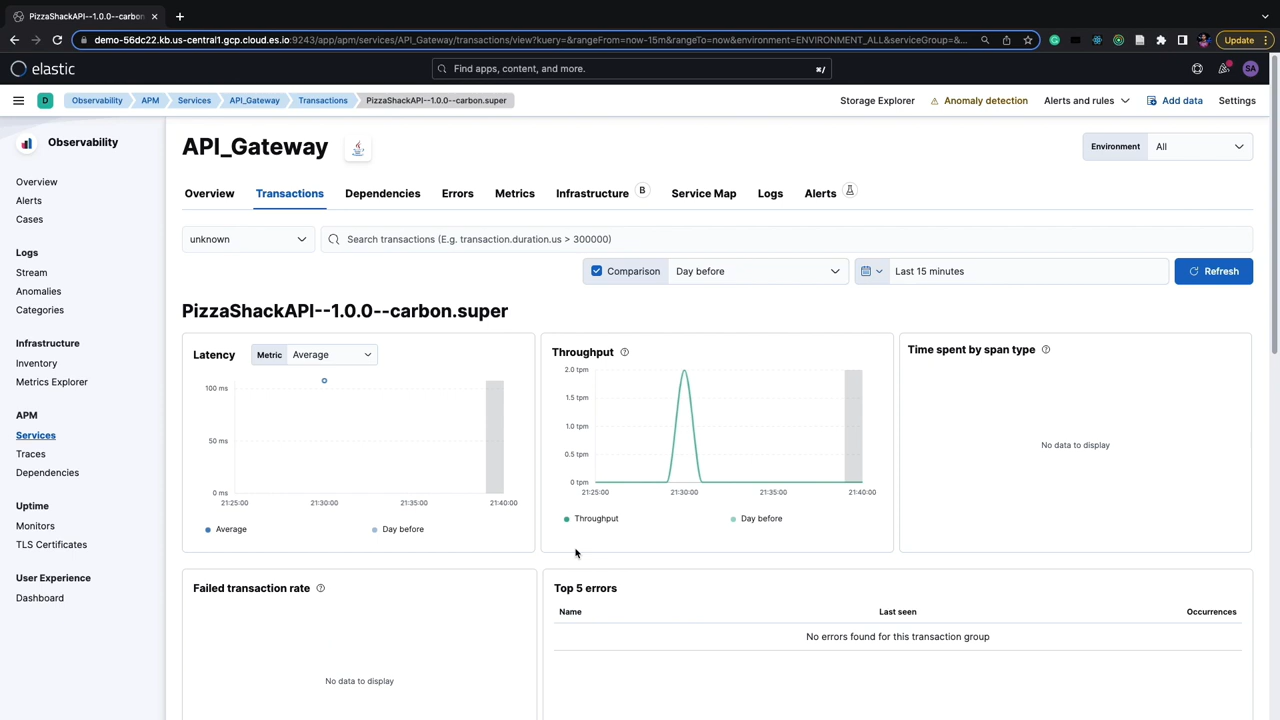 PizzaShackAPI--1.0.0--carbon
demo-56dc22.kb.us-central1.gcp.cloud.es.io:9243/app/apm/services/API_Gateway/transactions/view?kuery=&rangeFrom=now-15m&rangeTo=now&environment=ENVIRONMENT_ALL&serviceGroup=&...
Update
elastic
Find apps, content, and more.
⌘/
SA
D
Observability
APM
Services
API_Gateway
Transactions
PizzaShackAPI--1.0.0--carbon.super
Storage Explorer
Anomaly detection
Alerts and rules
Add data
Settings
Observability
Overview
Alerts
Cases
Logs
Stream
Anomalies
Categories
Infrastructure
Inventory
Metrics Explorer
APM
Services
Traces
Dependencies
Uptime
Monitors
TLS Certificates
User Experience
Dashboard
API_Gateway
Environment
All
Overview
Transactions
Dependencies
Errors
Metrics
Infrastructure
B
Service Map
Logs
Alerts
unknown
Search transactions (E.g. transaction.duration.us > 300000)
Comparison
Day before
Last 15 minutes
Refresh
PizzaShackAPI--1.0.0--carbon.super
Latency
Metric
Average
100 ms
50 ms
0 ms
21:25:00
21:30:00
21:35:00
21:40:00
Average
Day before
Throughput
2.0 tpm
1.5 tpm
1.0 tpm
0.5 tpm
0 tpm
21:25:00
21:30:00
21:35:00
21:40:00
Throughput
Day before
Time spent by span type
No data to display
Failed transaction rate
No data to display
Top 5 errors
Name
Last seen
Occurrences
No errors found for this transaction group